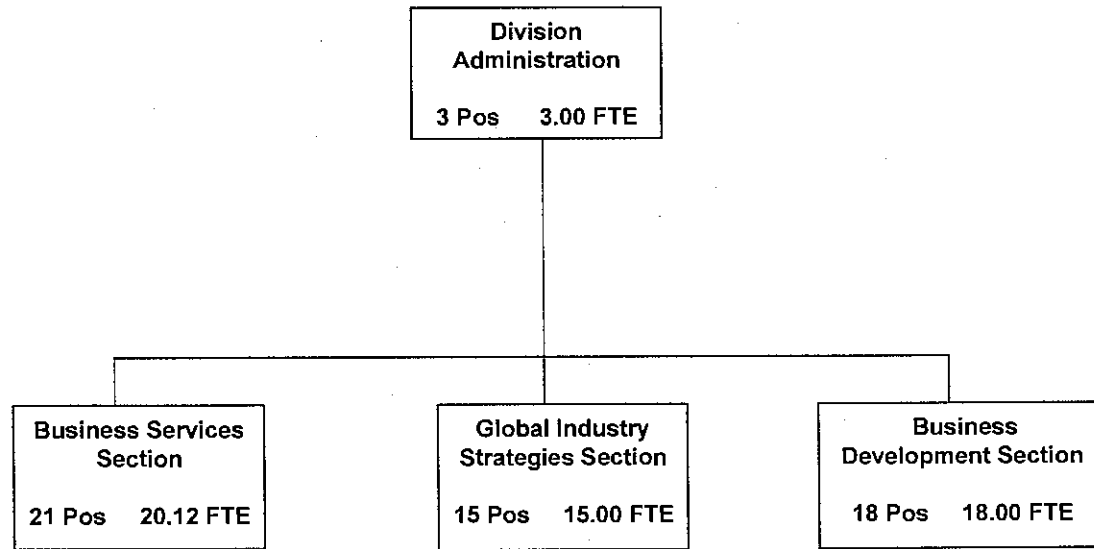 Division
Administration
3 Pos 3.00 FTE
Business Services
Section
21 Pos 20.12 FTE
Global Industry
Strategies Section
15 Pos 15.00 FTE
Business
Development Section
18 Pos 18.00 FTE